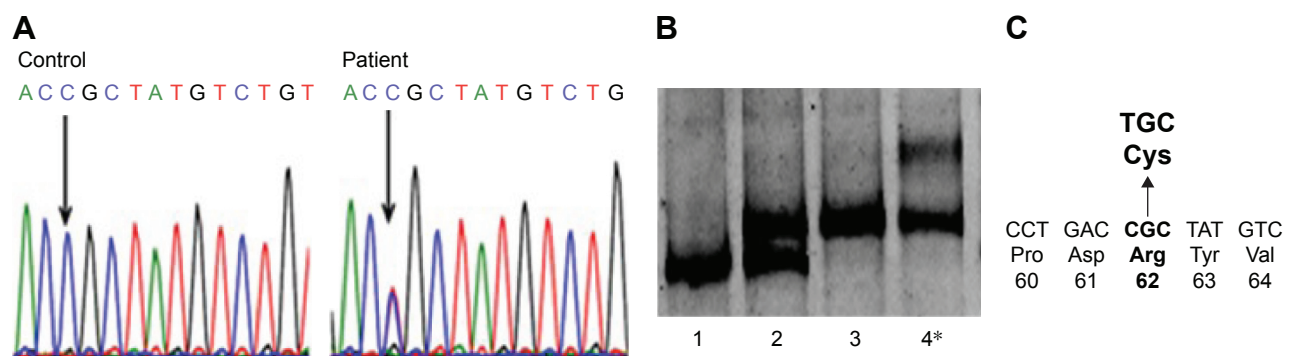 A
Control
A C C G C T A T G T C T G T
Patient
A C C G C T A T G T C T G
B
1 2 3 4*
C
TGC
Cys
CCT GAC CGC TAT GTC
Pro Asp Arg Tyr Val
60 61 62 63 64